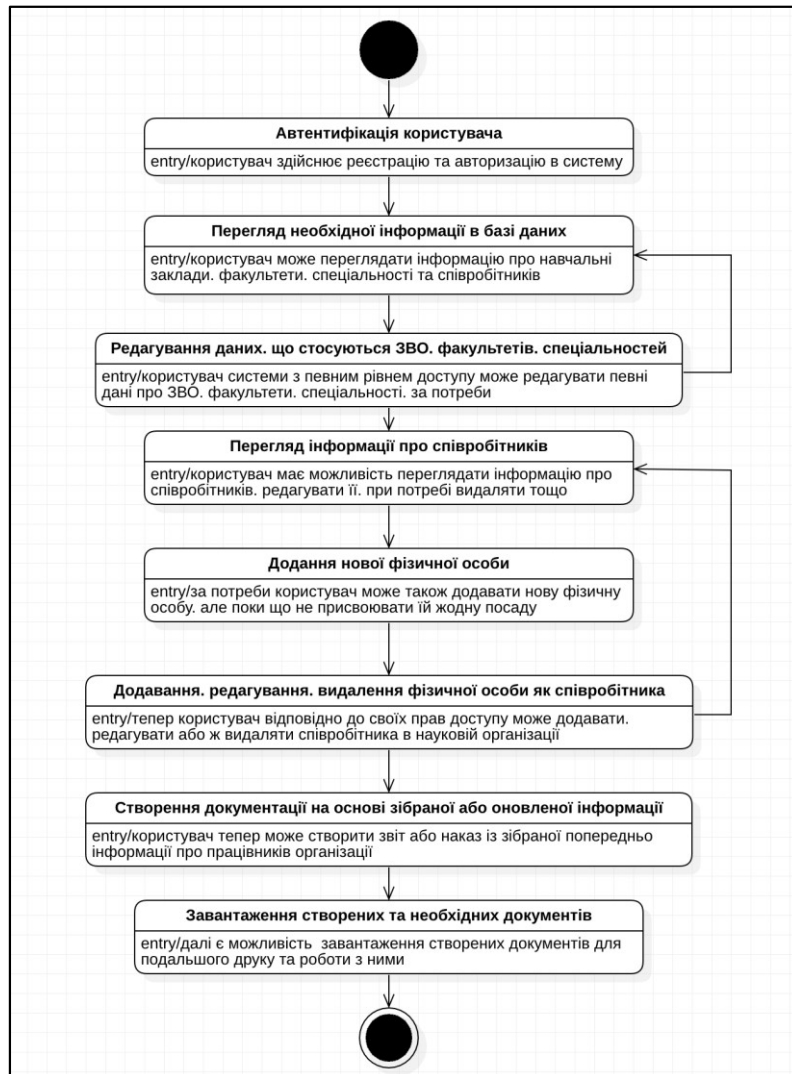 Автентифікація користувача
entry/користувач здійснює реєстрацію та авторизацію в систему
Перегляд необхідної інформації в базі даних
entry/користувач може переглядати інформацію про навчальні
заклади. факультети. спеціальності та співробітників
Редагування даних. що стосуються ЗВО. факультетів. спеціальностей
entry/користувач системи з певним рівнем доступу може редагувати певні
дані про ЗВО. факультети. спеціальності. за потреби
Перегляд інформації про співробітників
entry/користувач має можливість переглядати інформацію про
співробітників. редагувати її. при потребі видаляти тощо
Додання нової фізичної особи
entry/за потреби користувач може також додавати нову фізичну
особу. але поки що не присвоювати їй жодну посаду
Додавання. редагування. видалення фізичної особи як співробітника
entry/тепер користувач відповідно до своїх прав доступу може додавати.
редагувати або ж видаляти співробітника в науковій організації
Створення документації на основі зібраної або оновленої інформації
entry/користувач тепер може створити звіт або наказ із зібраної попередньо
інформації про працівників організації
Завантаження створених та необхідних документів
entry/далі є можливість  завантаження створених документів для
подальшого друку та роботи з ними